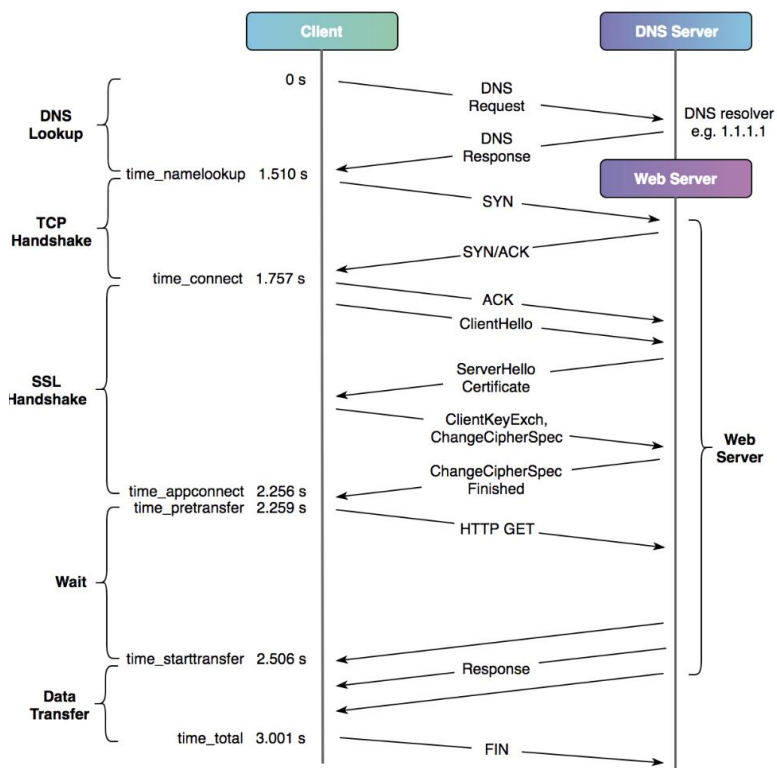 Client
DNS Server
0 s
DNS
Request
DNS
Lookup
DNS resolver
e.g. 1.1.1.1
DNS
Response
time_namelookup 1.510 s
Web Server
SYN
TCP
Handshake
SYN/ACK
time_connect 1.757 s
ACK
ClientHello
ServerHello
Certificate
SSL
Handshake
ClientKeyExch,
ChangeCipherSpec
Web
Server
ChangeCipherSpec
Finished
time_appconnect 2.256 s
time_pretransfer 2.259 s
HTTP GET
Wait
time_starttransfer 2.506 s
Response
Data
Transfer
time_total 3.001 s
FIN